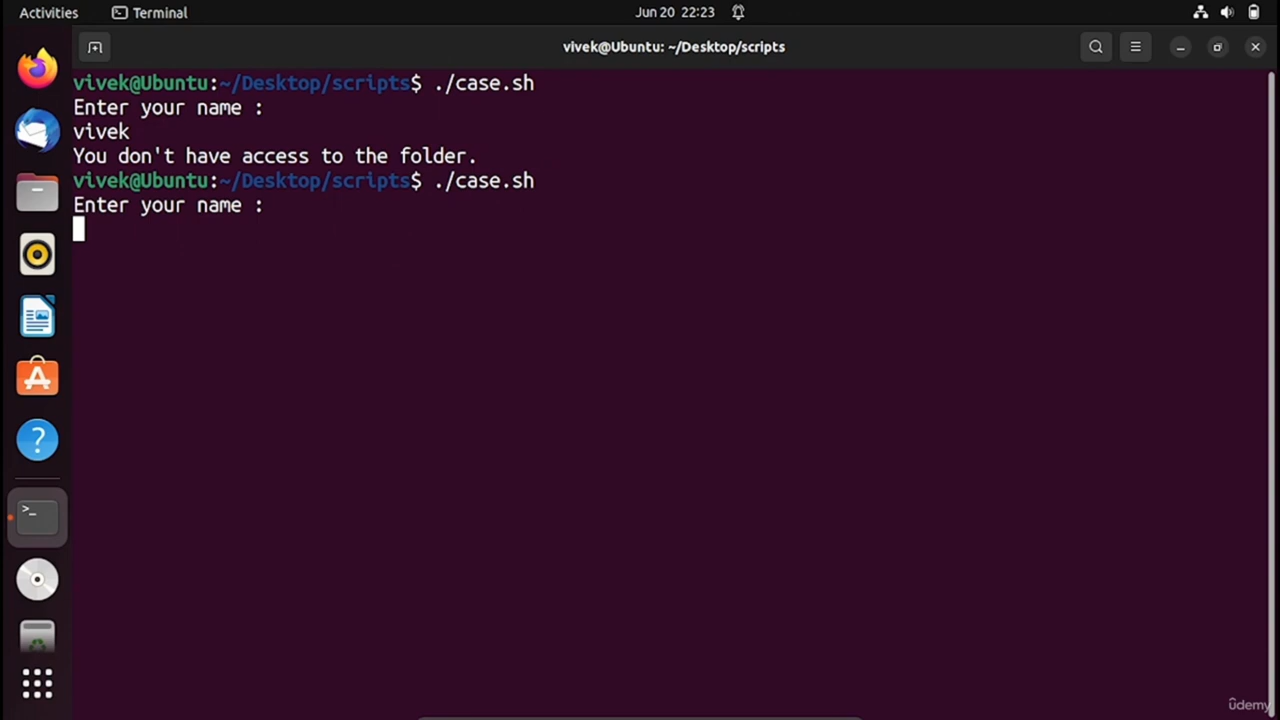 Activities Terminal Jun 20 22:23
vivek@Ubuntu: ~/Desktop/scripts
vivek@Ubuntu:~/Desktop/scripts$ ./case.sh
Enter your name :
vivek
You don't have access to the folder.
vivek@Ubuntu:~/Desktop/scripts$ ./case.sh
Enter your name :
>_
?
udemy